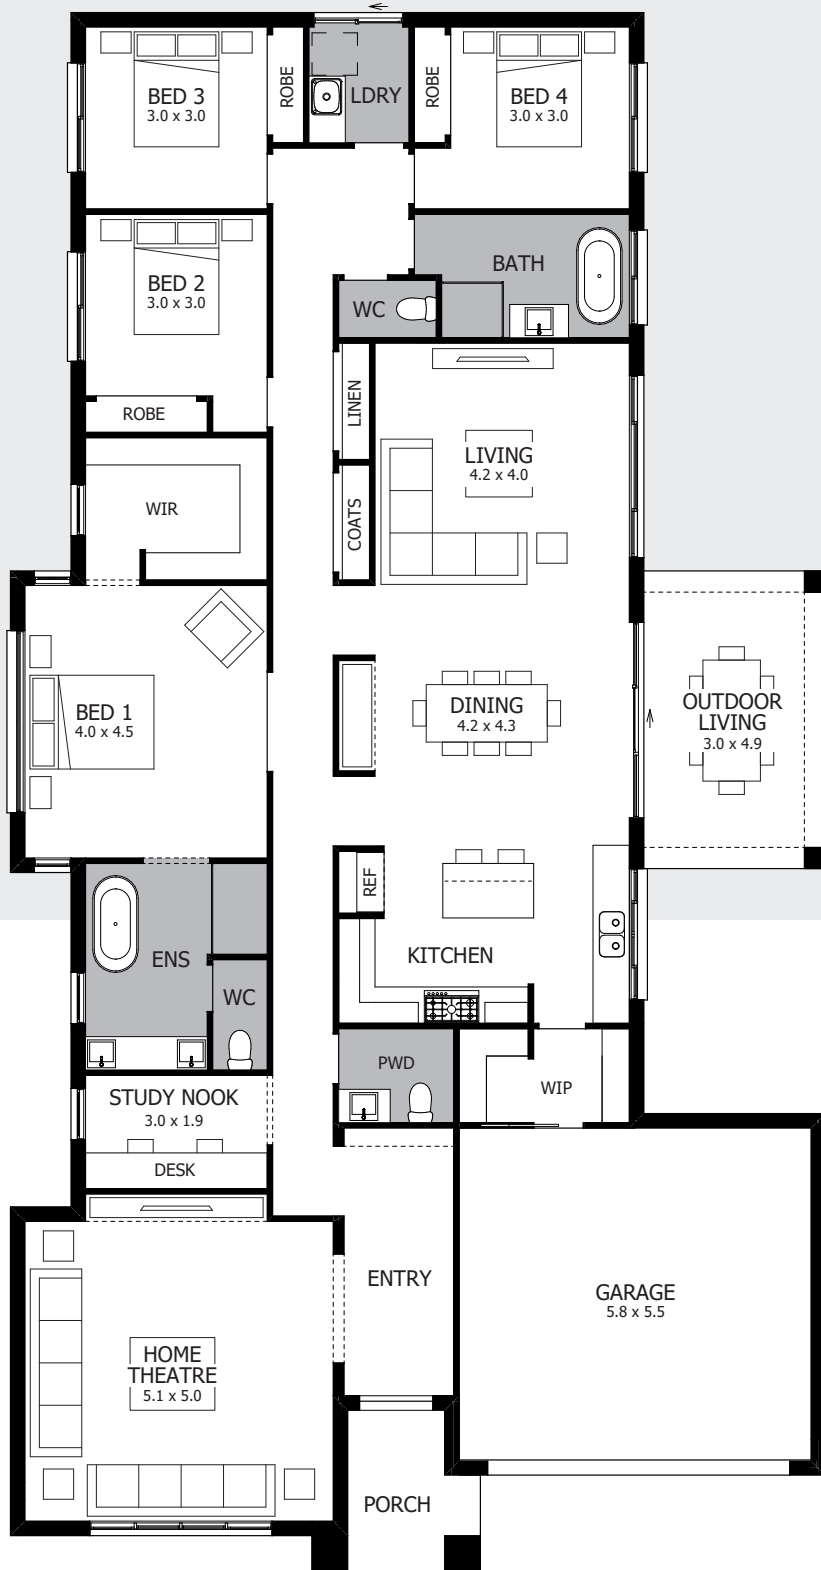 BED 3
3.0 x 3.0
ROBE
LDRY
ROBE
BED 4
3.0 x 3.0
BED 2
3.0 x 3.0
BATH
WC
ROBE
LINEN
LIVING
4.2 x 4.0
WIR
COATS
BED 1
4.0 x 4.5
DINING
4.2 x 4.3
OUTDOOR
LIVING
3.0 x 4.9
REF
KITCHEN
ENS
WC
PWD
WIP
STUDY NOOK
3.0 x 1.9
DESK
ENTRY
GARAGE
5.8 x 5.5
HOME
THEATRE
5.1 x 5.0
PORCH